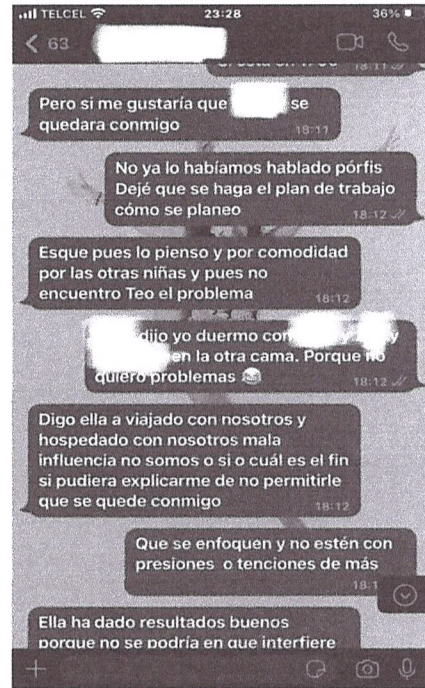 TELCEL 23:28 36%
63
18:11
Pero si me gustaría que se
quedara conmigo
18:11
No ya lo habíamos hablado pórfis
Dejé que se haga el plan de trabajo
cómo se planeo
18:12
Esque pues lo pienso y por comodidad
por las otras niñas y pues no
encuentro Teo el problema
18:12
dijo yo duermo con y
en la otra cama. Porque no
quiero problemas 😂
18:12
Digo ella a viajado con nosotros y
hospedado con nosotros mala
influencia no somos o si o cuál es el fin
si pudiera explicarme de no permitirle
que se quede conmigo
18:12
Que se enfoquen y no estén con
presiones o tenciones de más
Ella ha dado resultados buenos
porque no se podría en que interfiere